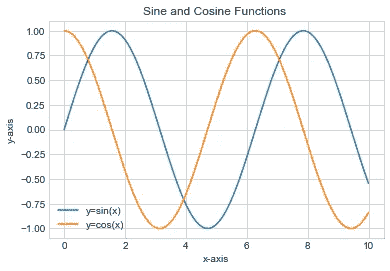 Sine and Cosine Functions
1.00
0.75
0.50
0.25
0.00
−0.25
−0.50
−0.75
−1.00
y-axis
y=sin(x)
y=cos(x)
0 2 4 6 8 10
x-axis